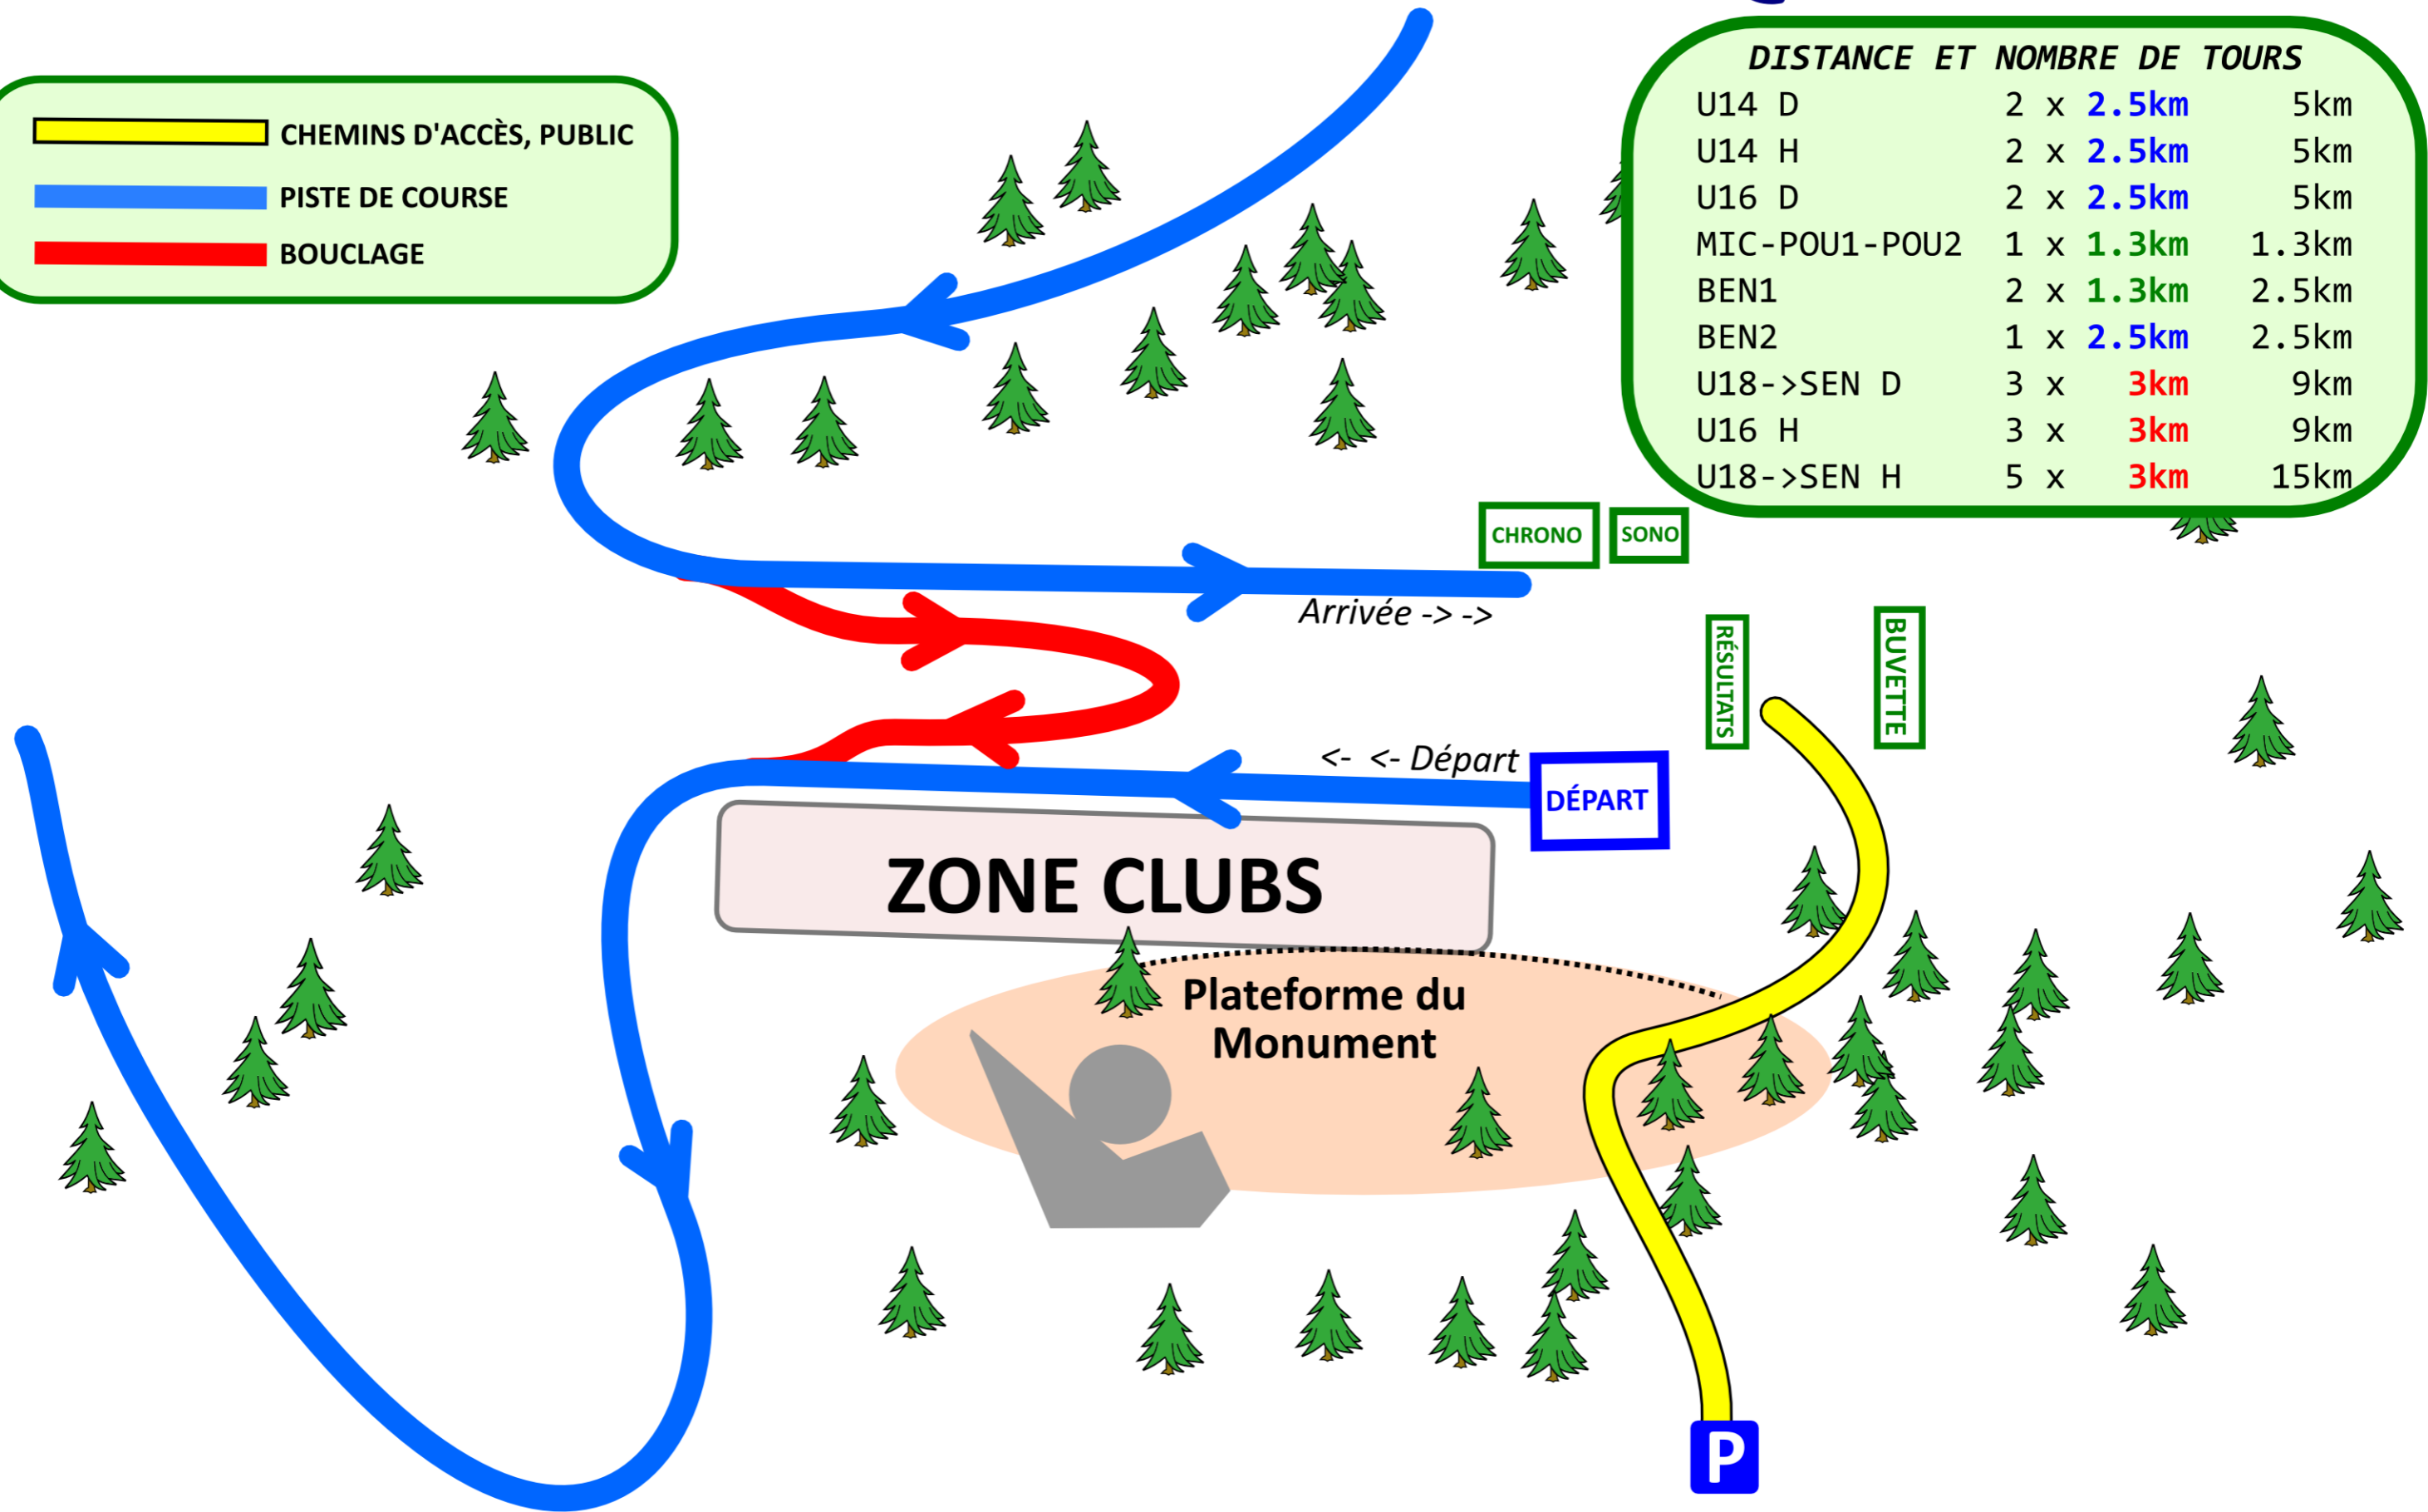 DISTANCE ET NOMBRE DE TOURS
U14 D 2 x 2.5km 5km
U14 H 2 x 2.5km 5km
U16 D 2 x 2.5km 5km
MIC-POU1-POU2 1 x 1.3km 1.3km
BEN1 2 x 1.3km 2.5km
BEN2 1 x 2.5km 2.5km
U18->SEN D 3 x 3km 9km
U16 H 3 x 3km 9km
U18->SEN H 5 x 3km 15km
CHEMINS D'ACCÈS, PUBLIC
PISTE DE COURSE
BOUCLAGE
CHRONO
SONO
Arrivée -> ->
RÉSULTATS
BUVETTE
<- <- Départ
DÉPART
ZONE CLUBS
Plateforme du
Monument
P